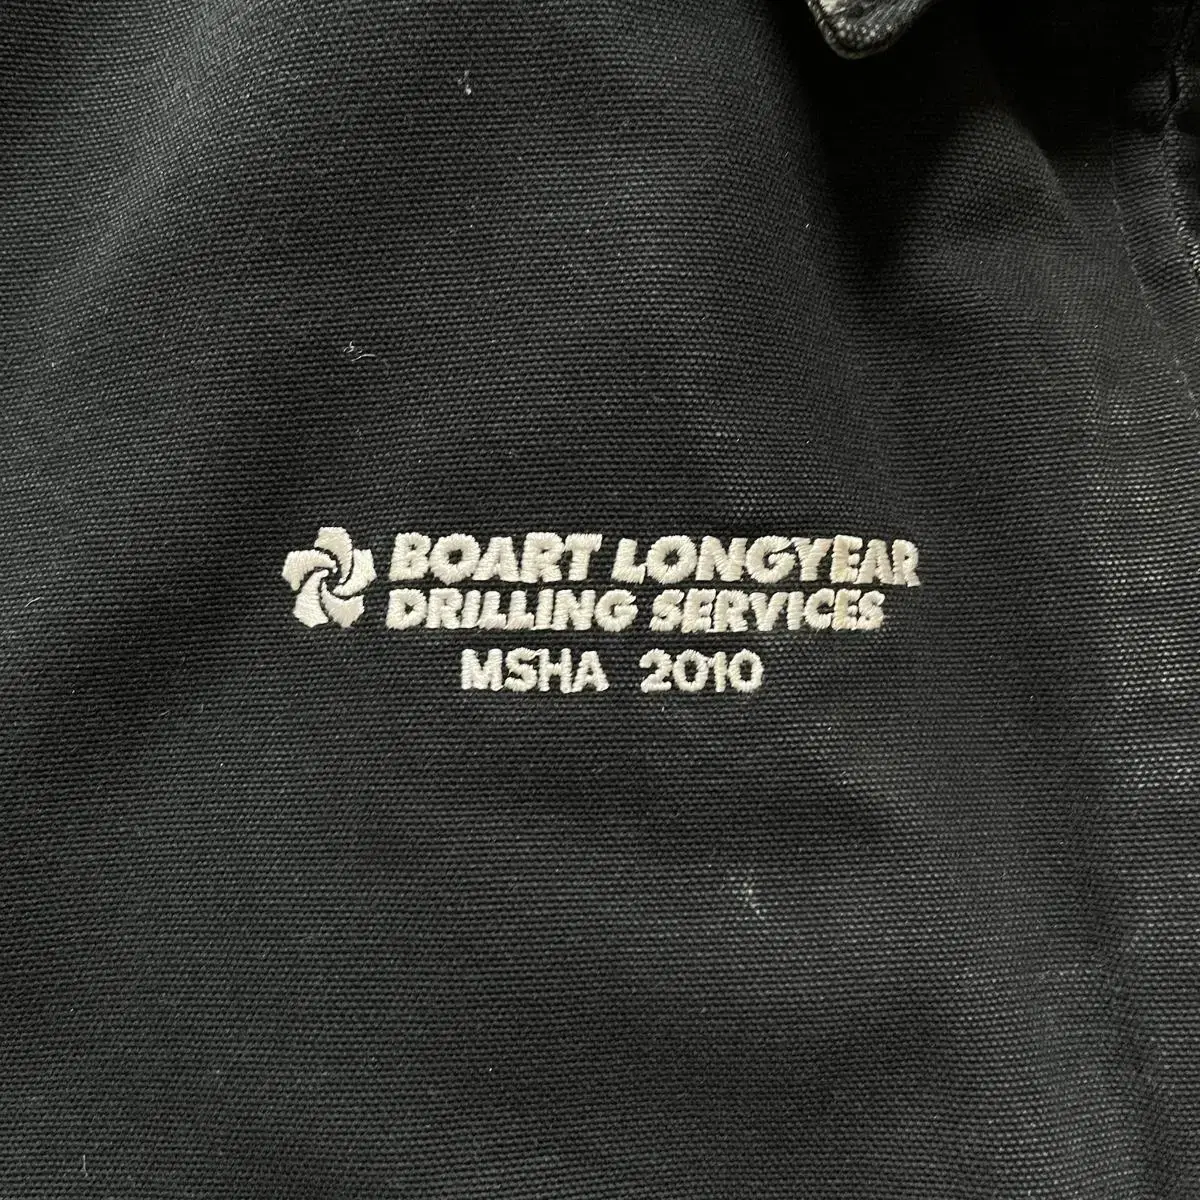 BOART LONGYEAR
DRILLING SERVICES
MSHA 2010